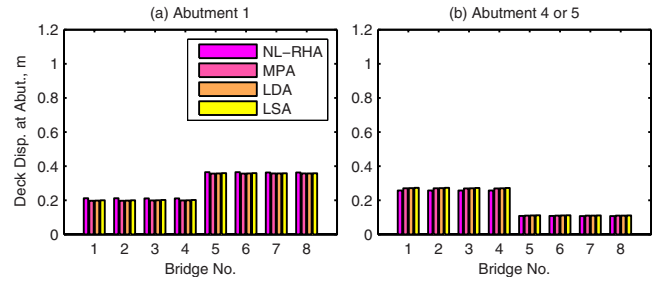 (a) Abutment 1
Deck Disp. at Abut., m
1.2
1
0.8
0.6
0.4
0.2
0
NL−RHA
MPA
LDA
LSA
1 2 3 4 5 6 7 8
Bridge No.
(b) Abutment 4 or 5
1.2
1
0.8
0.6
0.4
0.2
0
1 2 3 4 5 6 7 8
Bridge No.